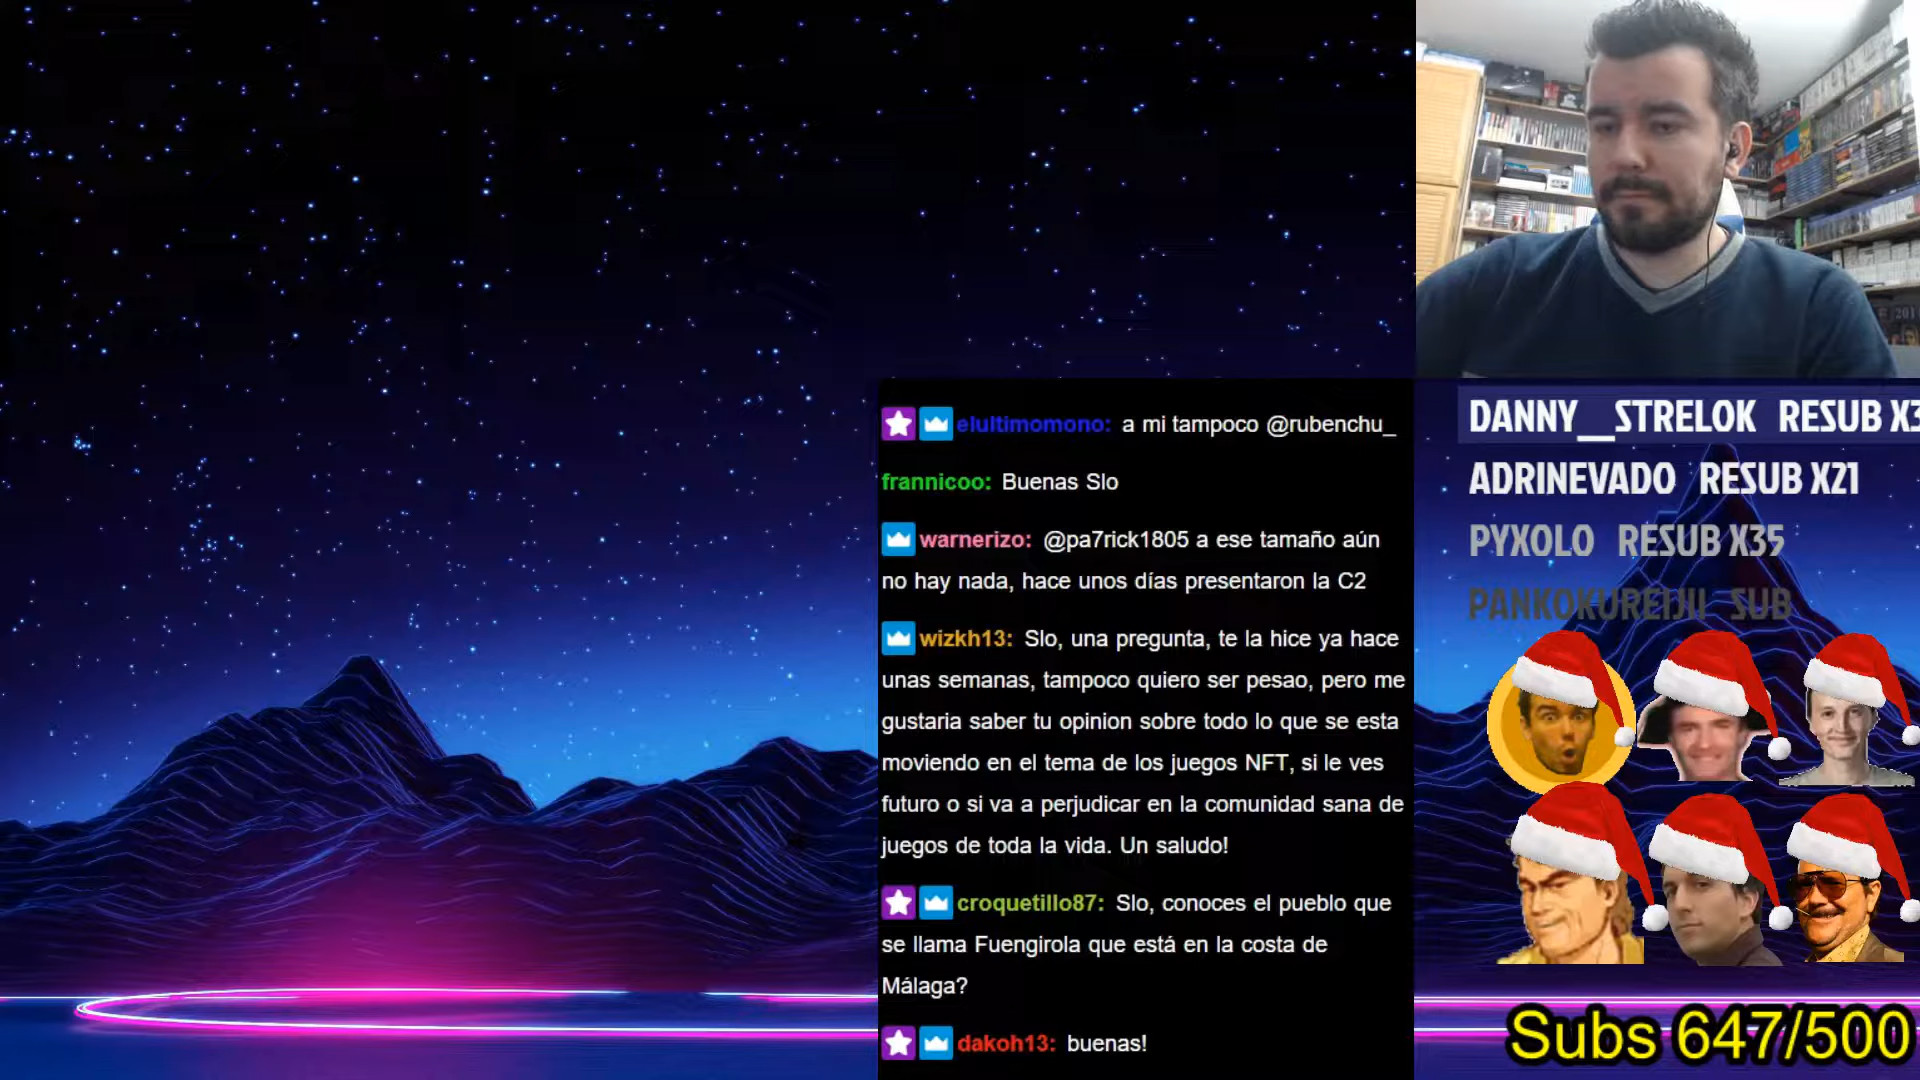 elultimomono: a mi tampoco @rubenchu_
frannicoo: Buenas Slo
warnerizo: @pa7rick1805 a ese tamaño aún
no hay nada, hace unos días presentaron la C2
wizkh13: Slo, una pregunta, te la hice ya hace
unas semanas, tampoco quiero ser pesao, pero me
gustaria saber tu opinion sobre todo lo que se esta
moviendo en el tema de los juegos NFT, si le ves
futuro o si va a perjudicar en la comunidad sana de
juegos de toda la vida. Un saludo!
croquetillo87: Slo, conoces el pueblo que
se llama Fuengirola que está en la costa de
Málaga?
dakoh13: buenas!
DANNY__STRELOK RESUB X3
ADRINEVADO RESUB X21
PYXOLO RESUB X35
PANKOKUREIJII SUB
Subs 647/500